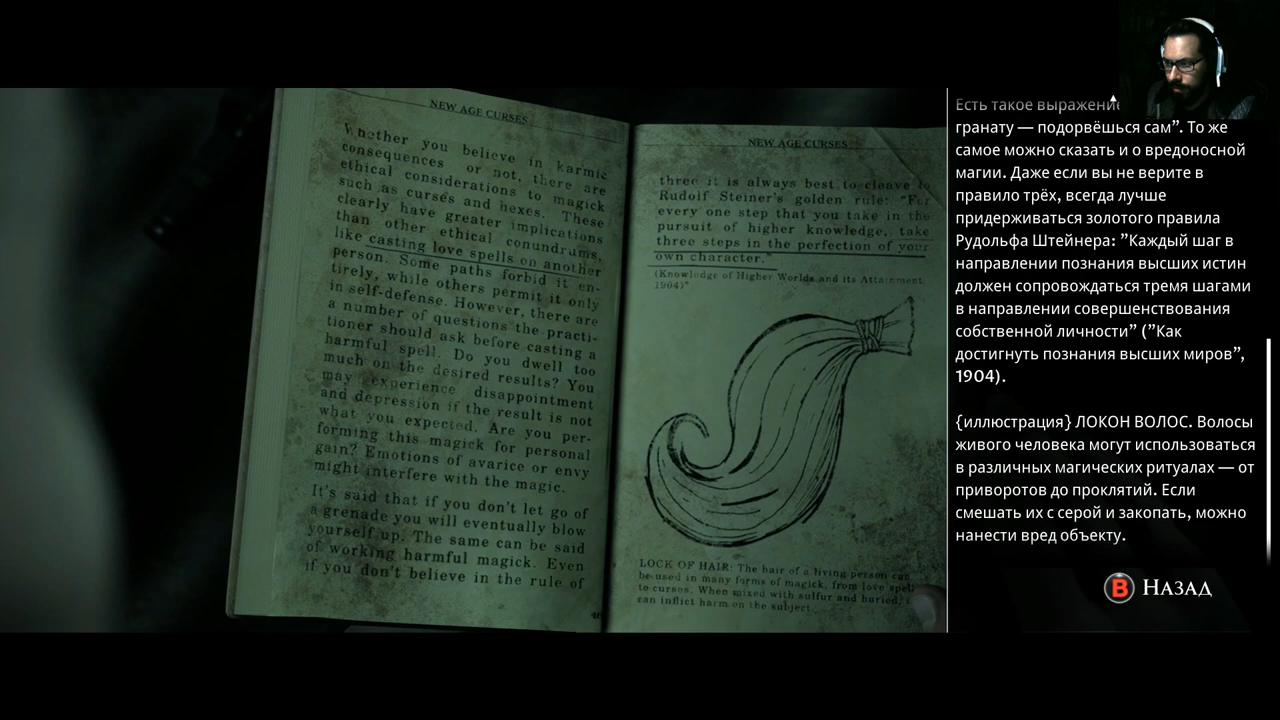 NEW AGE CURSES
Whether you believe in karmic
consequences or not, there are
ethical considerations to magick
such as curses and hexes. These
clearly have greater implications
than other ethical conundrums,
like casting love spells on another
person. Some paths forbid it en-
tirely, while others permit it only
in self-defense. However, there are
a number of questions the practi-
tioner should ask before casting a
harmful spell. Do you dwell too
much on the desired results? You
may experience disappointment
and depression if the result is not
what you expected. Are you per-
forming this magick for personal
gain? Emotions of avarice or envy
might interfere with the magic.
It's said that if you don't let go of
a grenade you will eventually blow
yourself up. The same can be said
of working harmful magick. Even
if you don't believe in the rule of
NEW AGE CURSES
three it is always best to cleave to
Rudolf Steiner's golden rule: "For
every one step that you take in the
pursuit of higher knowledge, take
three steps in the perfection of your
own character."
(Knowledge of Higher Worlds and its Attainment,
1904)"
LOCK OF HAIR: The hair of a living person can
be used in many forms of magick, from love spells
to curses. When mixed with sulfur and buried, it
can inflict harm on the subject.
Есть такое выражение
гранату — подорвёшься сам”. То же
самое можно сказать и о вредоносной
магии. Даже если вы не верите в
правило трёх, всегда лучше
придерживаться золотого правила
Рудольфа Штейнера: ”Каждый шаг в
направлении познания высших истин
должен сопровождаться тремя шагами
в направлении совершенствования
собственной личности” (”Как
достигнуть познания высших миров”,
1904).
{иллюстрация} ЛОКОН ВОЛОС. Волосы
живого человека могут использоваться
в различных магических ритуалах — от
приворотов до проклятий. Если
смешать их с серой и закопать, можно
нанести вред объекту.
B НАЗАД